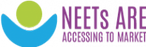 NEETs ARE
ACCESSING TO MARKET